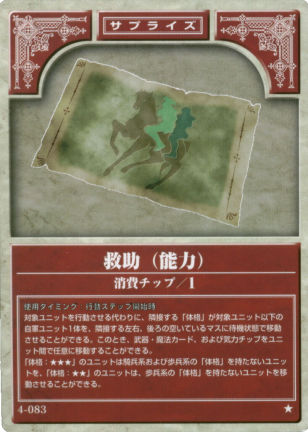 サプライズ
救助（能力）
消費チップ／1
使用タイミング：行動ステップ開始時
対象ユニットを行動させる代わりに、隣接する「体格」が対象ユニット以下の
自軍ユニット1体を、隣接する左右、後ろの空いているマスに待機状態で移動
させることができる。このとき、武器・魔法カード、および気力チップをユニ
ット間で任意に移動することができる。
「体格：★★★」のユニットは騎兵系および歩兵系の「体格」を持たないユニット
を、「体格：★★」のユニットは、歩兵系の「体格」を持たないユニットを移
動させることができる。
4-083
★